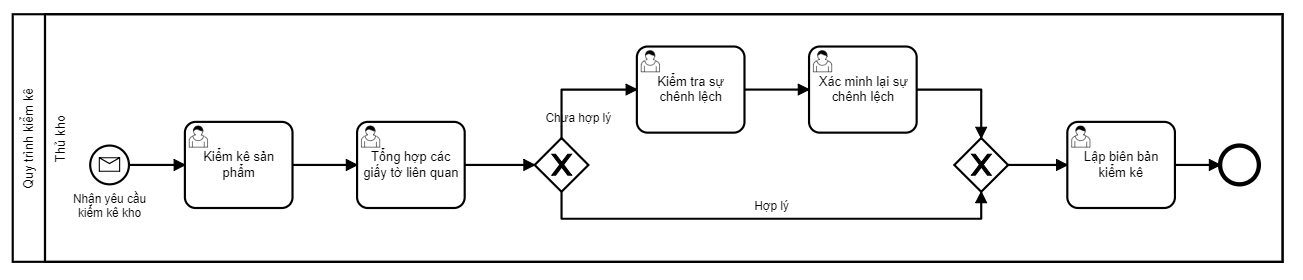 Quy trình kiểm kê
Thủ kho
Nhận yêu cầu
kiểm kê kho
Kiểm kê sản
phẩm
Tổng hợp các
giấy tờ liên quan
Chưa hợp lý
Kiểm tra sự
chênh lệch
Xác minh lại sự
chênh lệch
Hợp lý
Lập biên bản
kiểm kê